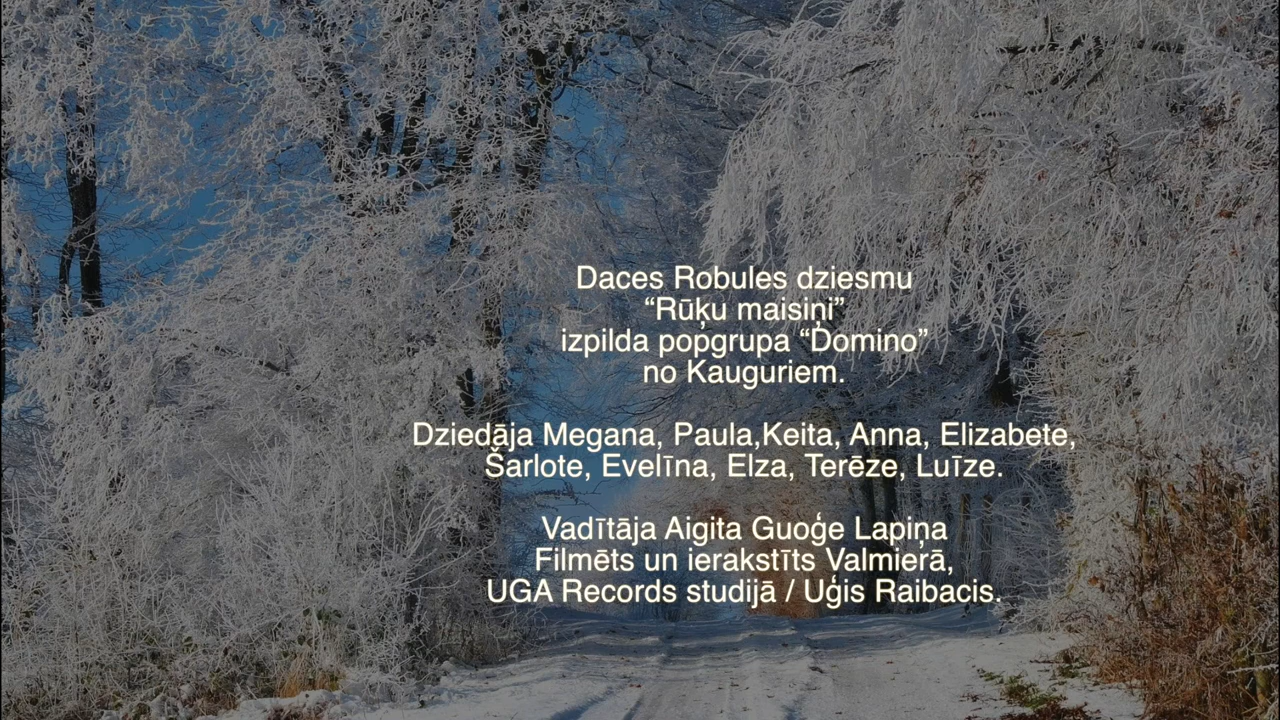 Daces Robules dziesmu
“Rūķu maisiņi”
izpilda popgrupa “Domino”
no Kauguriem.
Dziedāja Megana, Paula,Keita, Anna, Elizabete,
Šarlote, Evelīna, Elza, Terēze, Luīze.
Vadītāja Aigita Guoģe Lapiņa
Filmēts un ierakstīts Valmierā,
UGA Records studijā / Uģis Raibacis.